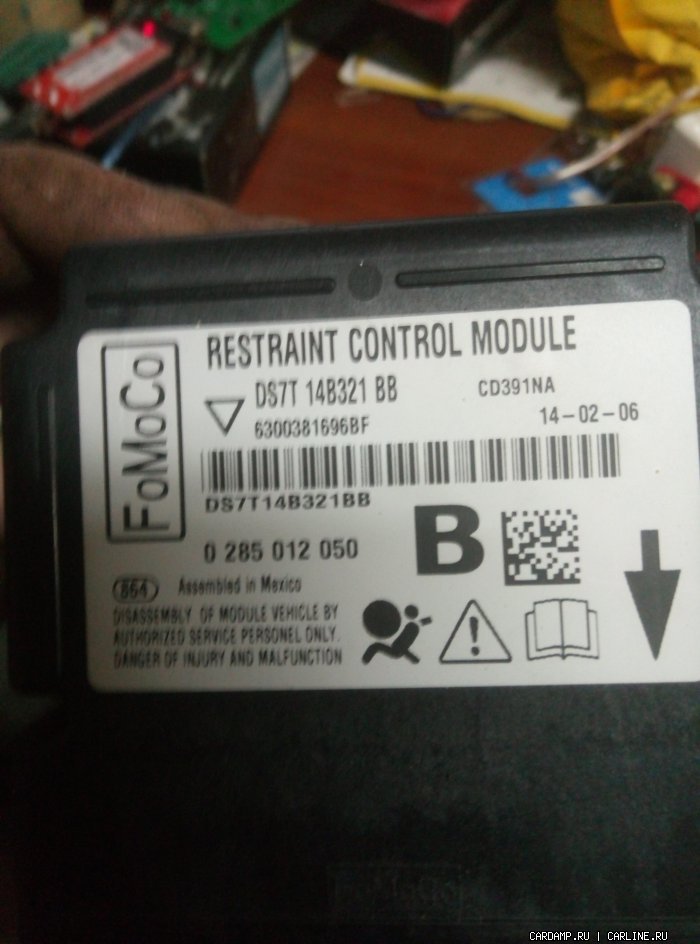 RESTRAINT CONTROL MODULE
FoMoCo
DS7T 14B321 BB
CD391NA
6300381696BF
14-02-06
DS7T14B321BB
B
0 285 012 050
864
Assembled in Mexico
DISASSEMBLY OF MODULE VEHICLE BY
AUTHORIZED SERVICE PERSONEL ONLY.
DANGER OF INJURY AND MALFUNCTION
FoMoCo
CARDAMP.RU | CARLINE.RU